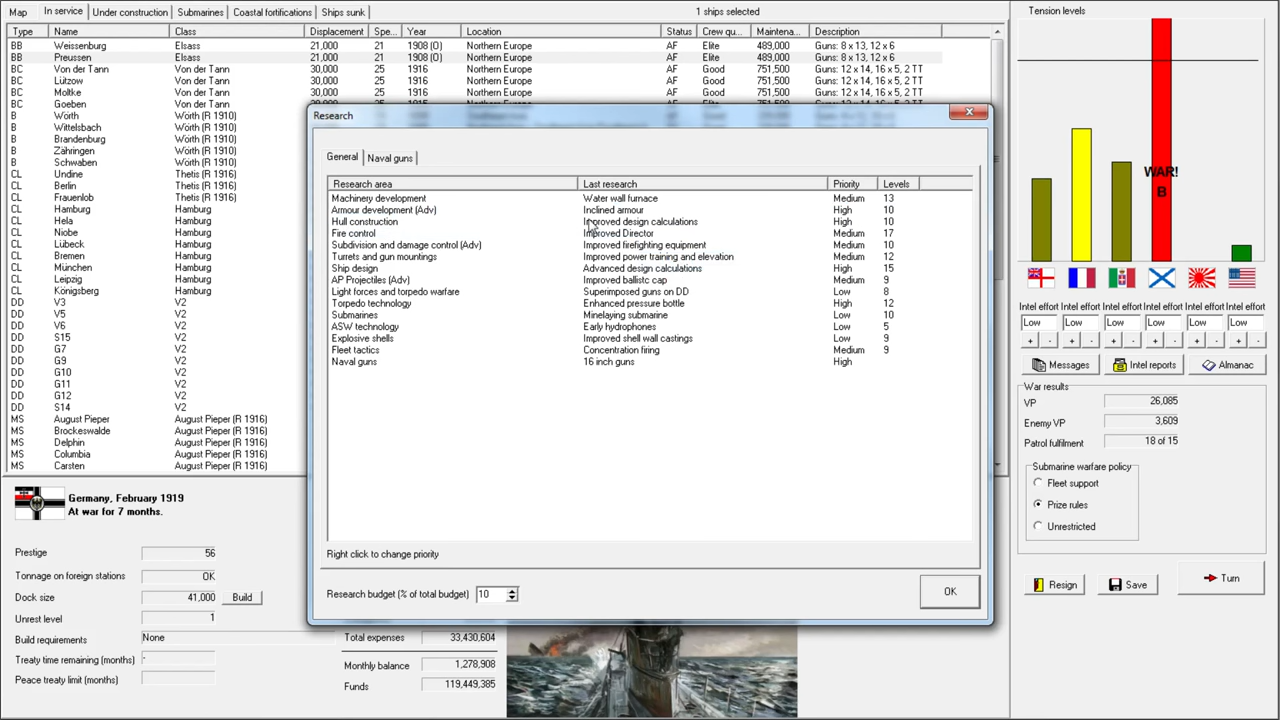 Map In service Under construction Submarines Coastal fortifications Ships sunk 1 ships selected
Type Name Class Displacement Spe... Year Location Status Crew qu... Maintena... Description
BB Weissenburg Elsass 21,000 21 1908 (O) Northern Europe AF Elite 489,000 Guns: 8 x 13, 12 x 6
BB Preussen Elsass 21,000 21 1908 (O) Northern Europe AF Elite 489,000 Guns: 8 x 13, 12 x 6
BC Von der Tann Von der Tann 30,000 25 1916 Northern Europe AF Good 751,500 Guns: 12 x 14, 16 x 5, 2 TT
BC Lützow Von der Tann 30,000 25 1916 Northern Europe AF Good 751,500 Guns: 12 x 14, 16 x 5, 2 TT
BC Moltke Von der Tann 30,000 25 1916 Northern Europe AF Good 751,500 Guns: 12 x 14, 16 x 5, 2 TT
BC Goeben Von der Tann
B Wörth Wörth (R 1910)
B Wittelsbach Wörth (R 1910)
B Brandenburg Wörth (R 1910)
B Zähringen Wörth (R 1910)
B Schwaben Wörth (R 1910)
CL Undine Thetis (R 1910)
CL Berlin Thetis (R 1910)
CL Frauenlob Thetis (R 1910)
CL Hamburg Hamburg
CL Hela Hamburg
CL Niobe Hamburg
CL Lübeck Hamburg
CL Bremen Hamburg
CL München Hamburg
CL Leipzig Hamburg
CL Königsberg Hamburg
DD V3 V2
DD V5 V2
DD V6 V2
DD S15 V2
DD G7 V2
DD G9 V2
DD G10 V2
DD G11 V2
DD G12 V2
DD S14 V2
MS August Pieper August Pieper (R 1916)
MS Brockeswalde August Pieper (R 1916)
MS Delphin August Pieper (R 1916)
MS Columbia August Pieper (R 1916)
MS Carsten August Pieper (R 1916)
Research
General Naval guns
Research area Last research Priority Levels
Machinery development Water wall furnace Medium 13
Armour development (Adv) Inclined armour High 10
Hull construction Improved design calculations High 10
Fire control Improved Director Medium 17
Subdivision and damage control (Adv) Improved firefighting equipment Medium 10
Turrets and gun mountings Improved power training and elevation Medium 12
Ship design Advanced design calculations High 15
AP Projectiles (Adv) Improved ballistc cap Medium 9
Light forces and torpedo warfare Superimposed guns on DD Low 8
Torpedo technology Enhanced pressure bottle High 12
Submarines Minelaying submarine Low 10
ASW technology Early hydrophones Low 5
Explosive shells Improved shell wall castings Low 9
Fleet tactics Concentration firing Medium 9
Naval guns 16 inch guns High
Right click to change priority
Research budget (% of total budget) 10
OK
Germany, February 1919
At war for 7 months.
Prestige 56
Tonnage on foreign stations OK
Dock size 41,000 Build
Unrest level 1
Build requirements None
Treaty time remaining (months) -
Peace treaty limit (months)
Total expenses 33,430,604
Monthly balance 1,278,908
Funds 119,449,385
Tension levels
WAR!
B
Intel effort Intel effort Intel effort Intel effort Intel effort Intel effort
Low Low Low Low Low Low
+ - + - + - + - + - + -
Messages Intel reports Almanac
War results
VP 26,085
Enemy VP 3,609
Patrol fulfilment 18 of 15
Submarine warfare policy
Fleet support
Prize rules
Unrestricted
Resign Save Turn